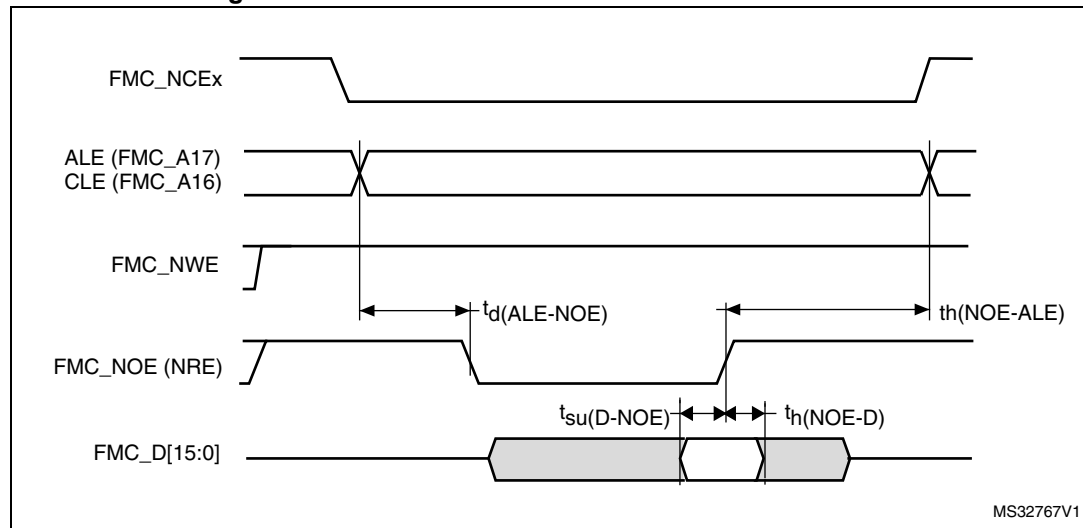 FMC_NCEx
ALE (FMC_A17)
CLE (FMC_A16)
FMC_NWE
td(ALE-NOE)
th(NOE-ALE)
FMC_NOE (NRE)
tsu(D-NOE)
th(NOE-D)
FMC_D[15:0]
MS32767V1